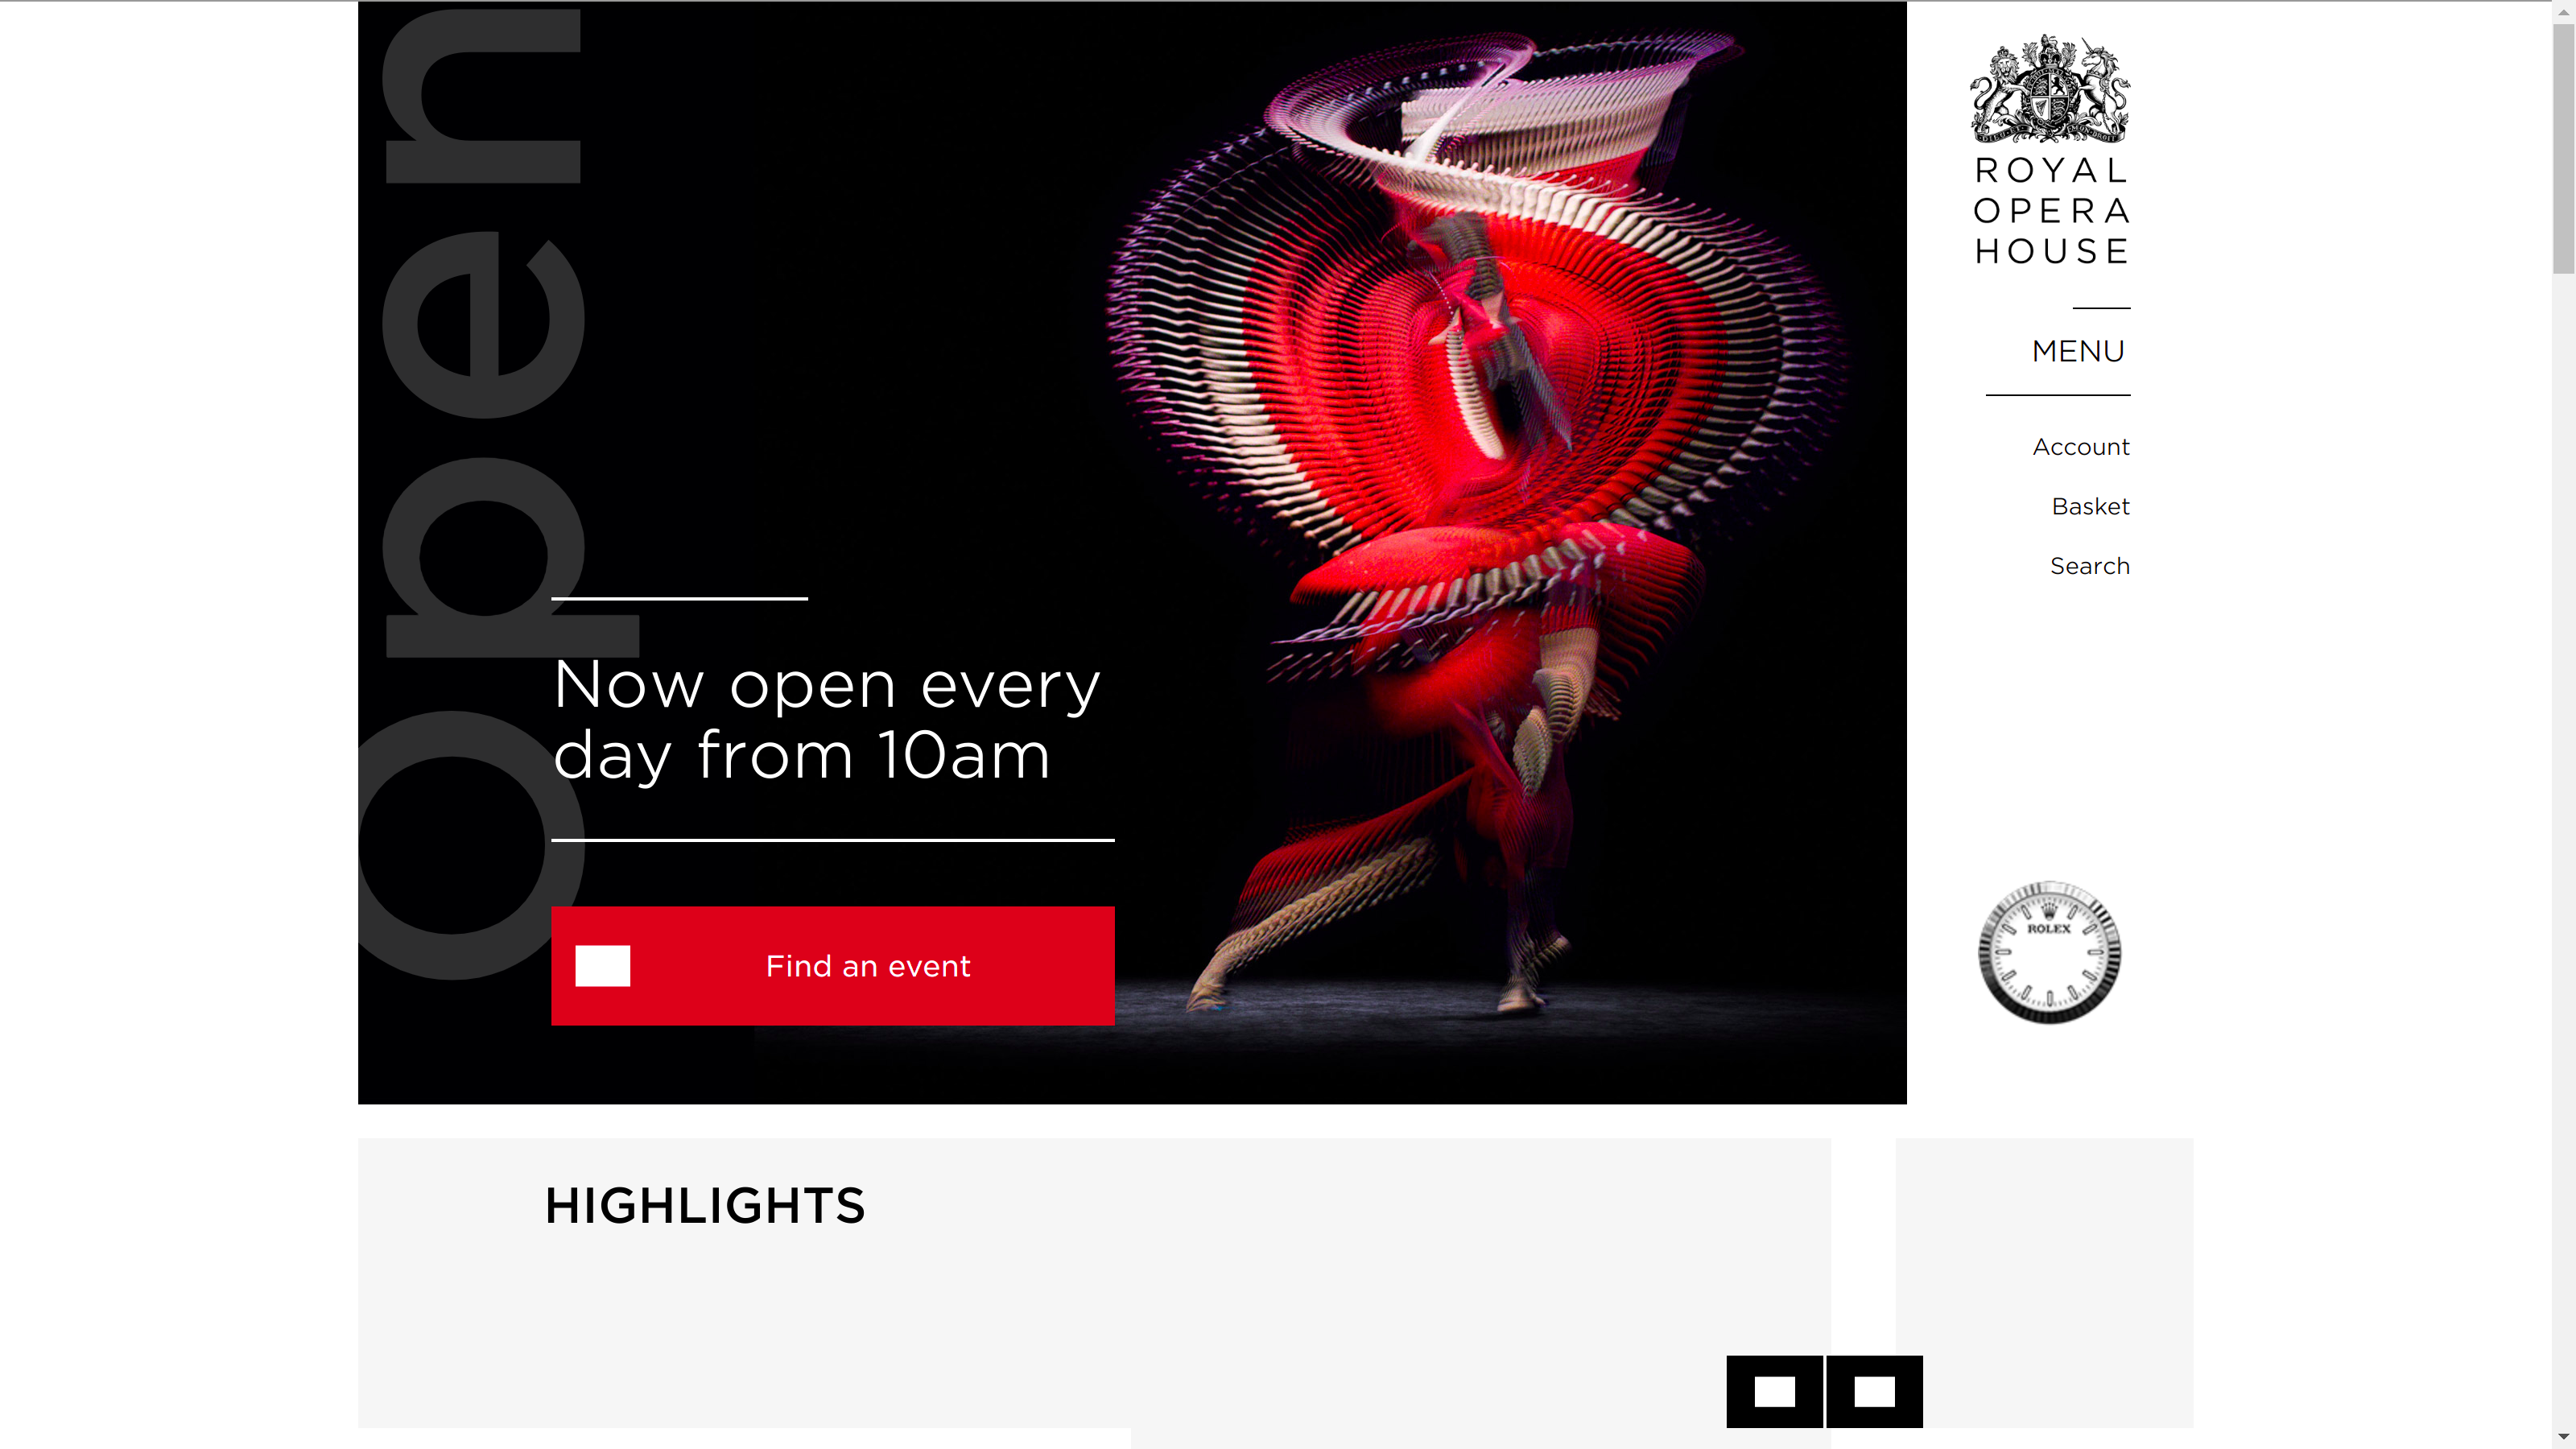 Open
Now open every
day from 10am
Find an event
ROYAL
OPERA
HOUSE
MENU
Account
Basket
Search
ROLEX
HIGHLIGHTS